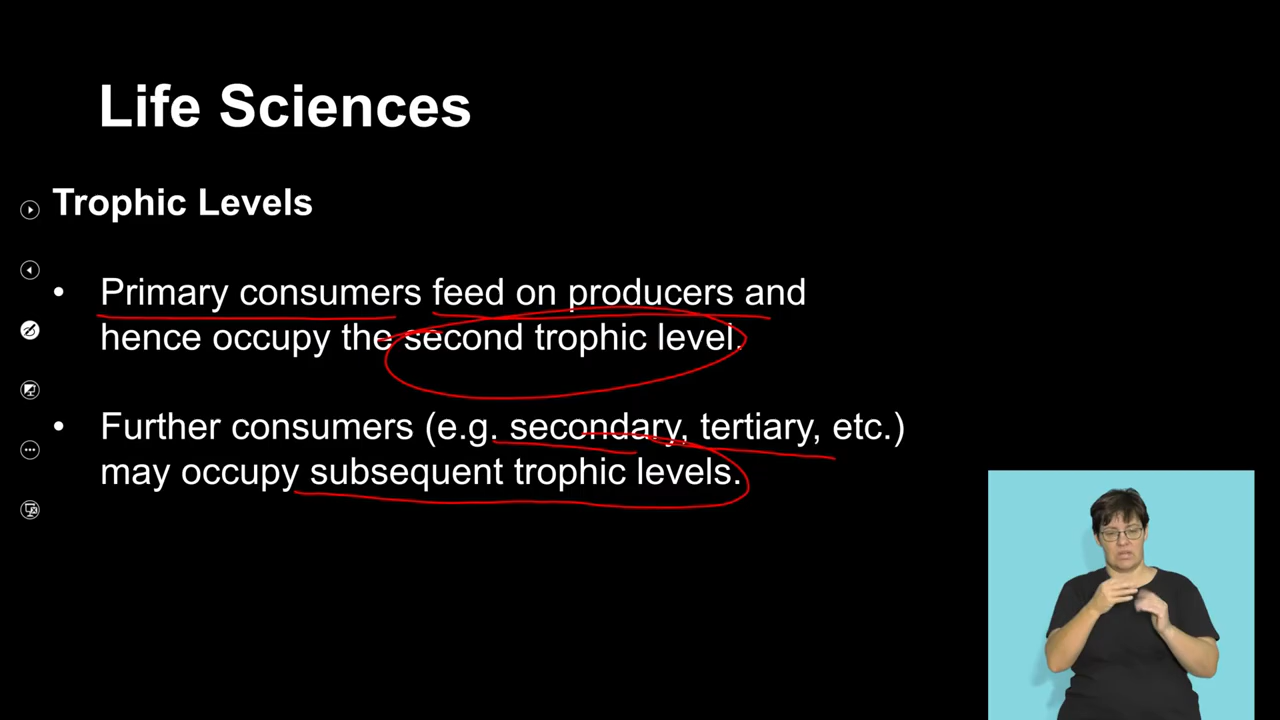 Life Sciences
Trophic Levels
• Primary consumers feed on producers and
hence occupy the second trophic level.
• Further consumers (e.g. secondary, tertiary, etc.)
may occupy subsequent trophic levels.